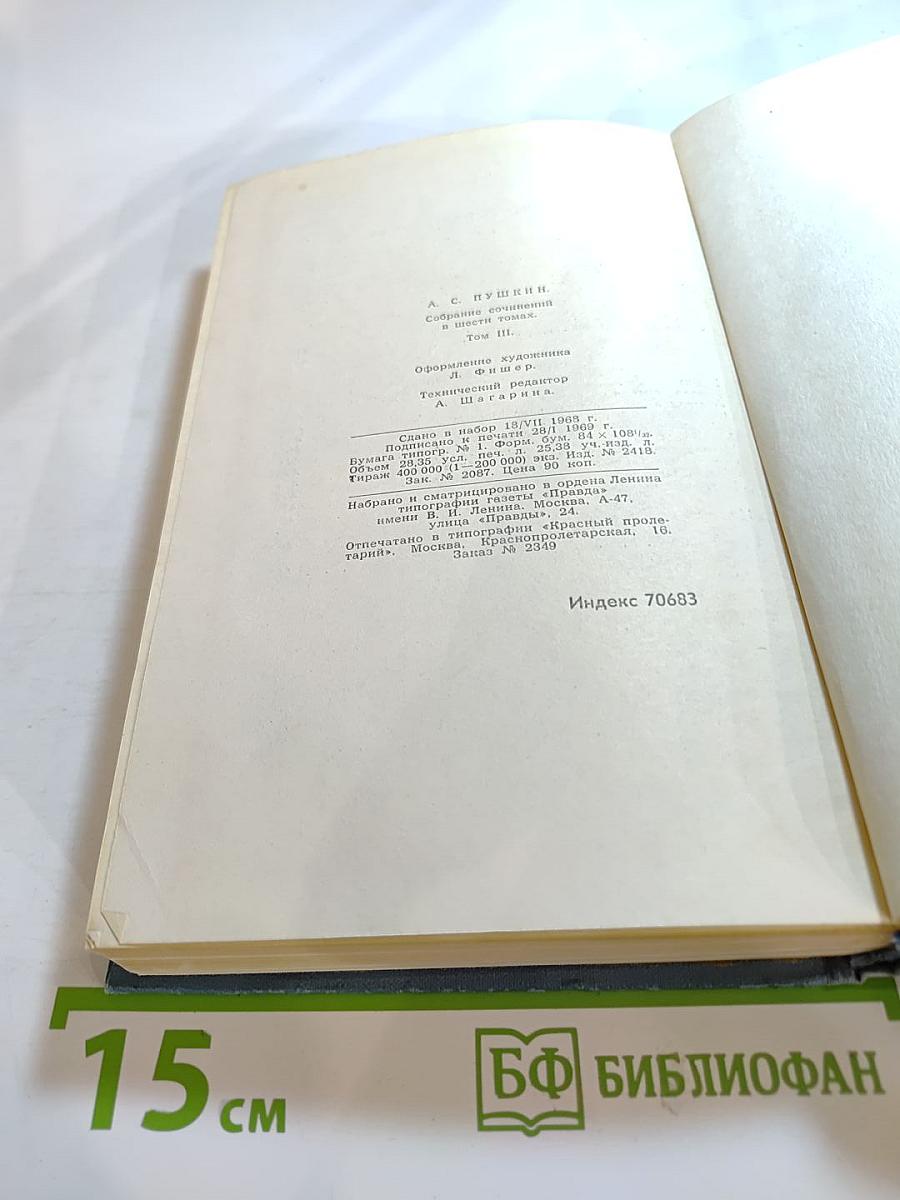 А. С. ПУШКИН.
Собрание сочинений
в шести томах.
Том III.
Оформление художника
Л. Фишер.
Технический редактор
А. Шагарина.
Сдано в набор 18/VII 1968 г.
Подписано к печати 28/I 1969 г.
Бумага типогр. № 1. Форм. бум. 84 × 108¹/₃₂.
Объем 28,35 усл. печ. л. 25,38 уч.-изд. л.
Тираж 400 000 (1—200 000) экз. Изд. № 2418.
Зак. № 2087. Цена 90 коп.
Набрано и сматрицировано в ордена Ленина
типографии газеты «Правда»
имени В. И. Ленина. Москва, А-47,
улица «Правды», 24.
Отпечатано в типографии «Красный проле-
тарий». Москва, Краснопролетарская, 16.
Заказ № 2349
Индекс 70683
15 см
БФ БИБЛИОФАН